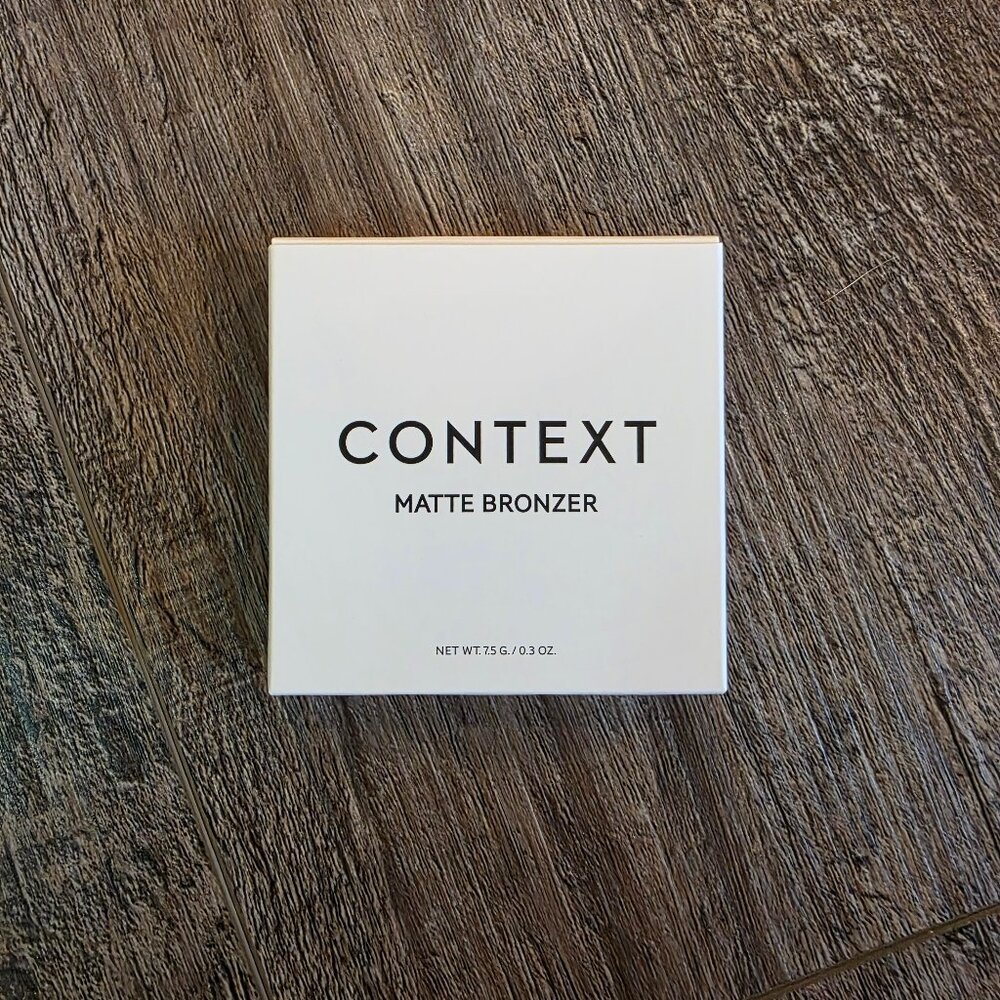 CONTEXT
MATTE BRONZER
NET WT. 7.5 G. / 0.3 OZ.